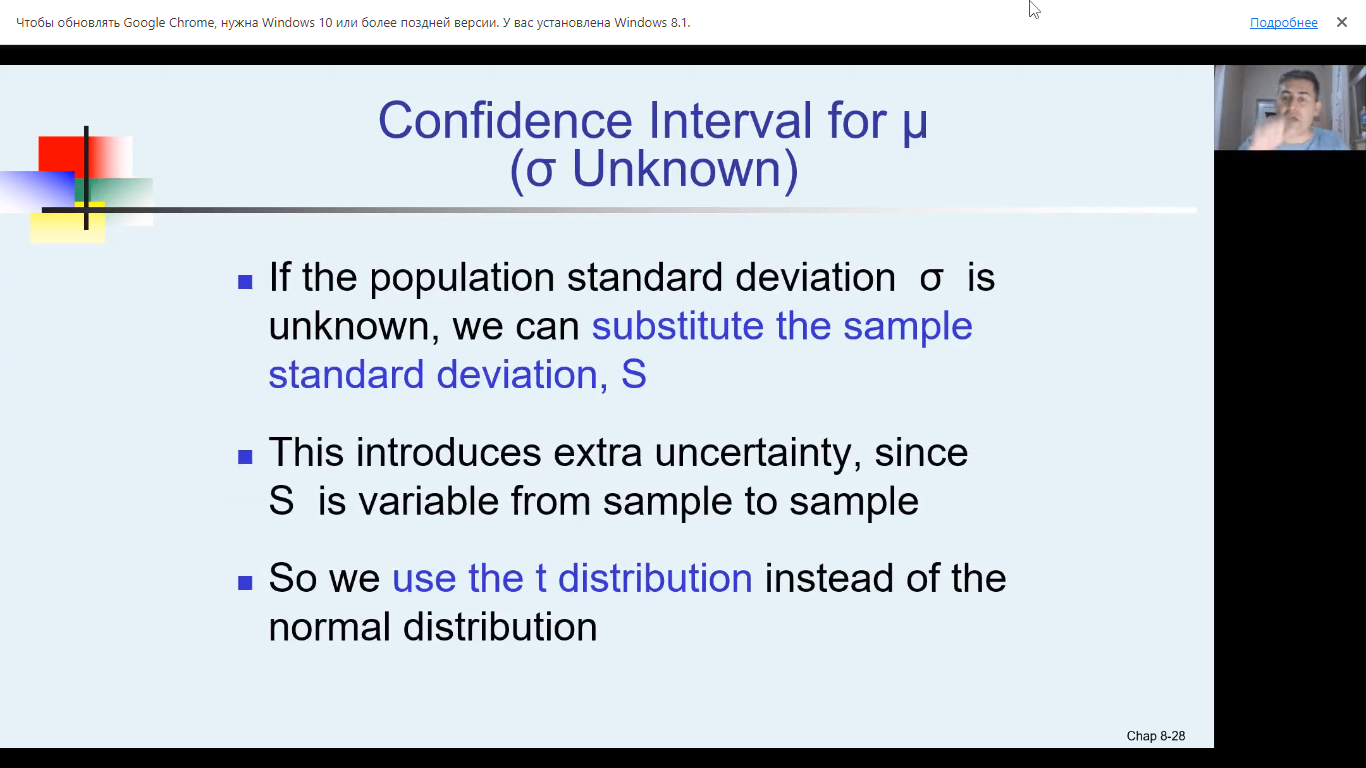 Чтобы обновлять Google Chrome, нужна Windows 10 или более поздней версии. У вас установлена Windows 8.1.
Подробнее
Confidence Interval for μ
(σ Unknown)
If the population standard deviation σ is
unknown, we can substitute the sample
standard deviation, S
This introduces extra uncertainty, since
S is variable from sample to sample
So we use the t distribution instead of the
normal distribution
Chap 8-28